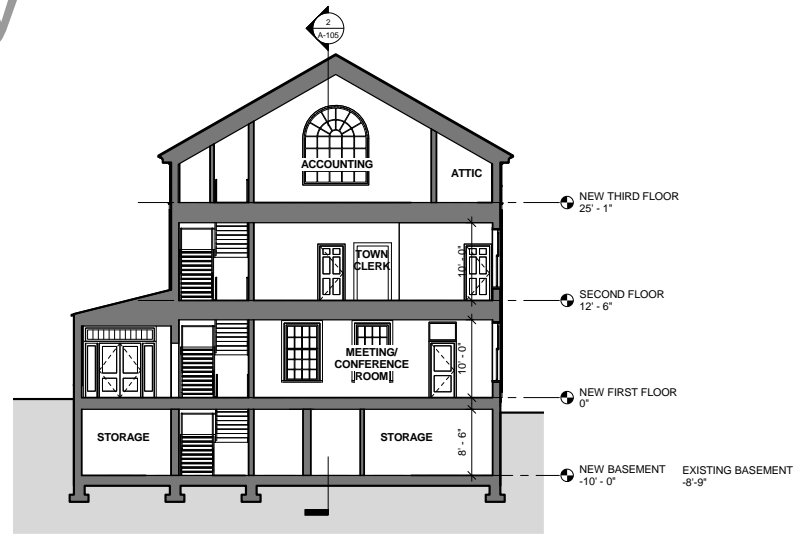 2
A-105
ACCOUNTING
ATTIC
NEW THIRD FLOOR
25' - 1"
TOWN
CLERK
10' - 0"
SECOND FLOOR
12' - 6"
MEETING/
CONFERENCE
ROOM
10' - 0"
NEW FIRST FLOOR
0"
STORAGE
STORAGE
8' - 6"
NEW BASEMENT
-10' - 0"
EXISTING BASEMENT
-8'-9"